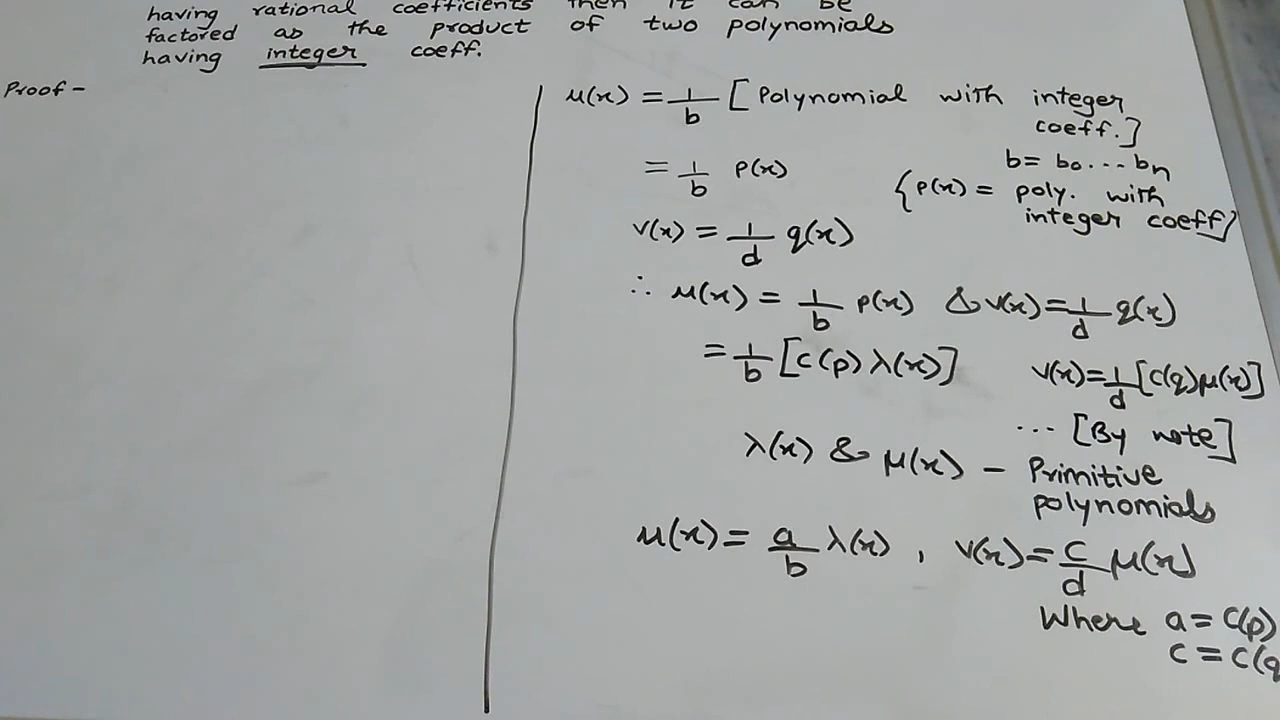 having rational coefficients then it can be
factored as the product of two polynomials
having integer coeff.
Proof -
u(x) = 1/b [Polynomial with integer
coeff.]
b = b₀ ... bₙ
= 1/b p(x)
{p(x) = poly. with
integer coeff}
v(x) = 1/d q(x)
∴ u(x) = 1/b p(x) & v(x) = 1/d q(x)
= 1/b [c(p) λ(x)] v(x) = 1/d [c(q) μ(x)]
... [By note]
λ(x) & μ(x) - Primitive
polynomials
u(x) = a/b λ(x) , v(x) = c/d μ(x)
Where a = c(p)
c = c(q